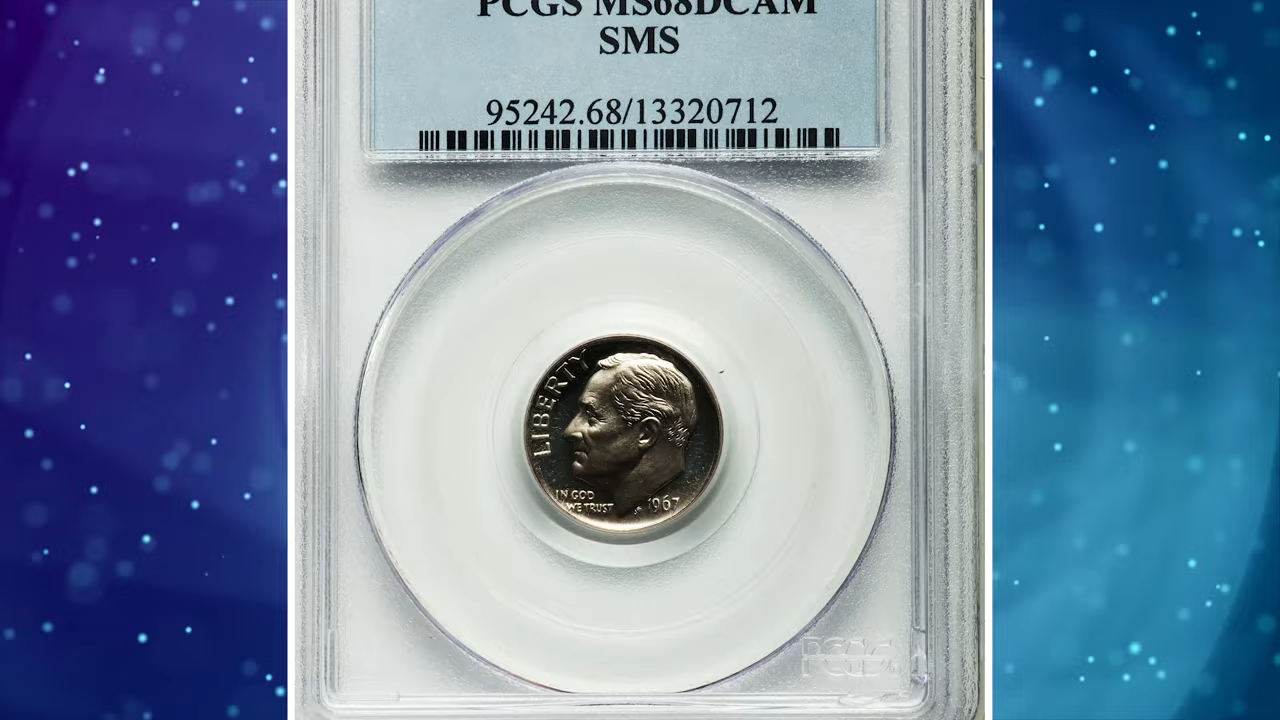 PCGS MS68DCAM
SMS
95242.68/13320712
LIBERTY
IN GOD
WE TRUST
1967
PCGS